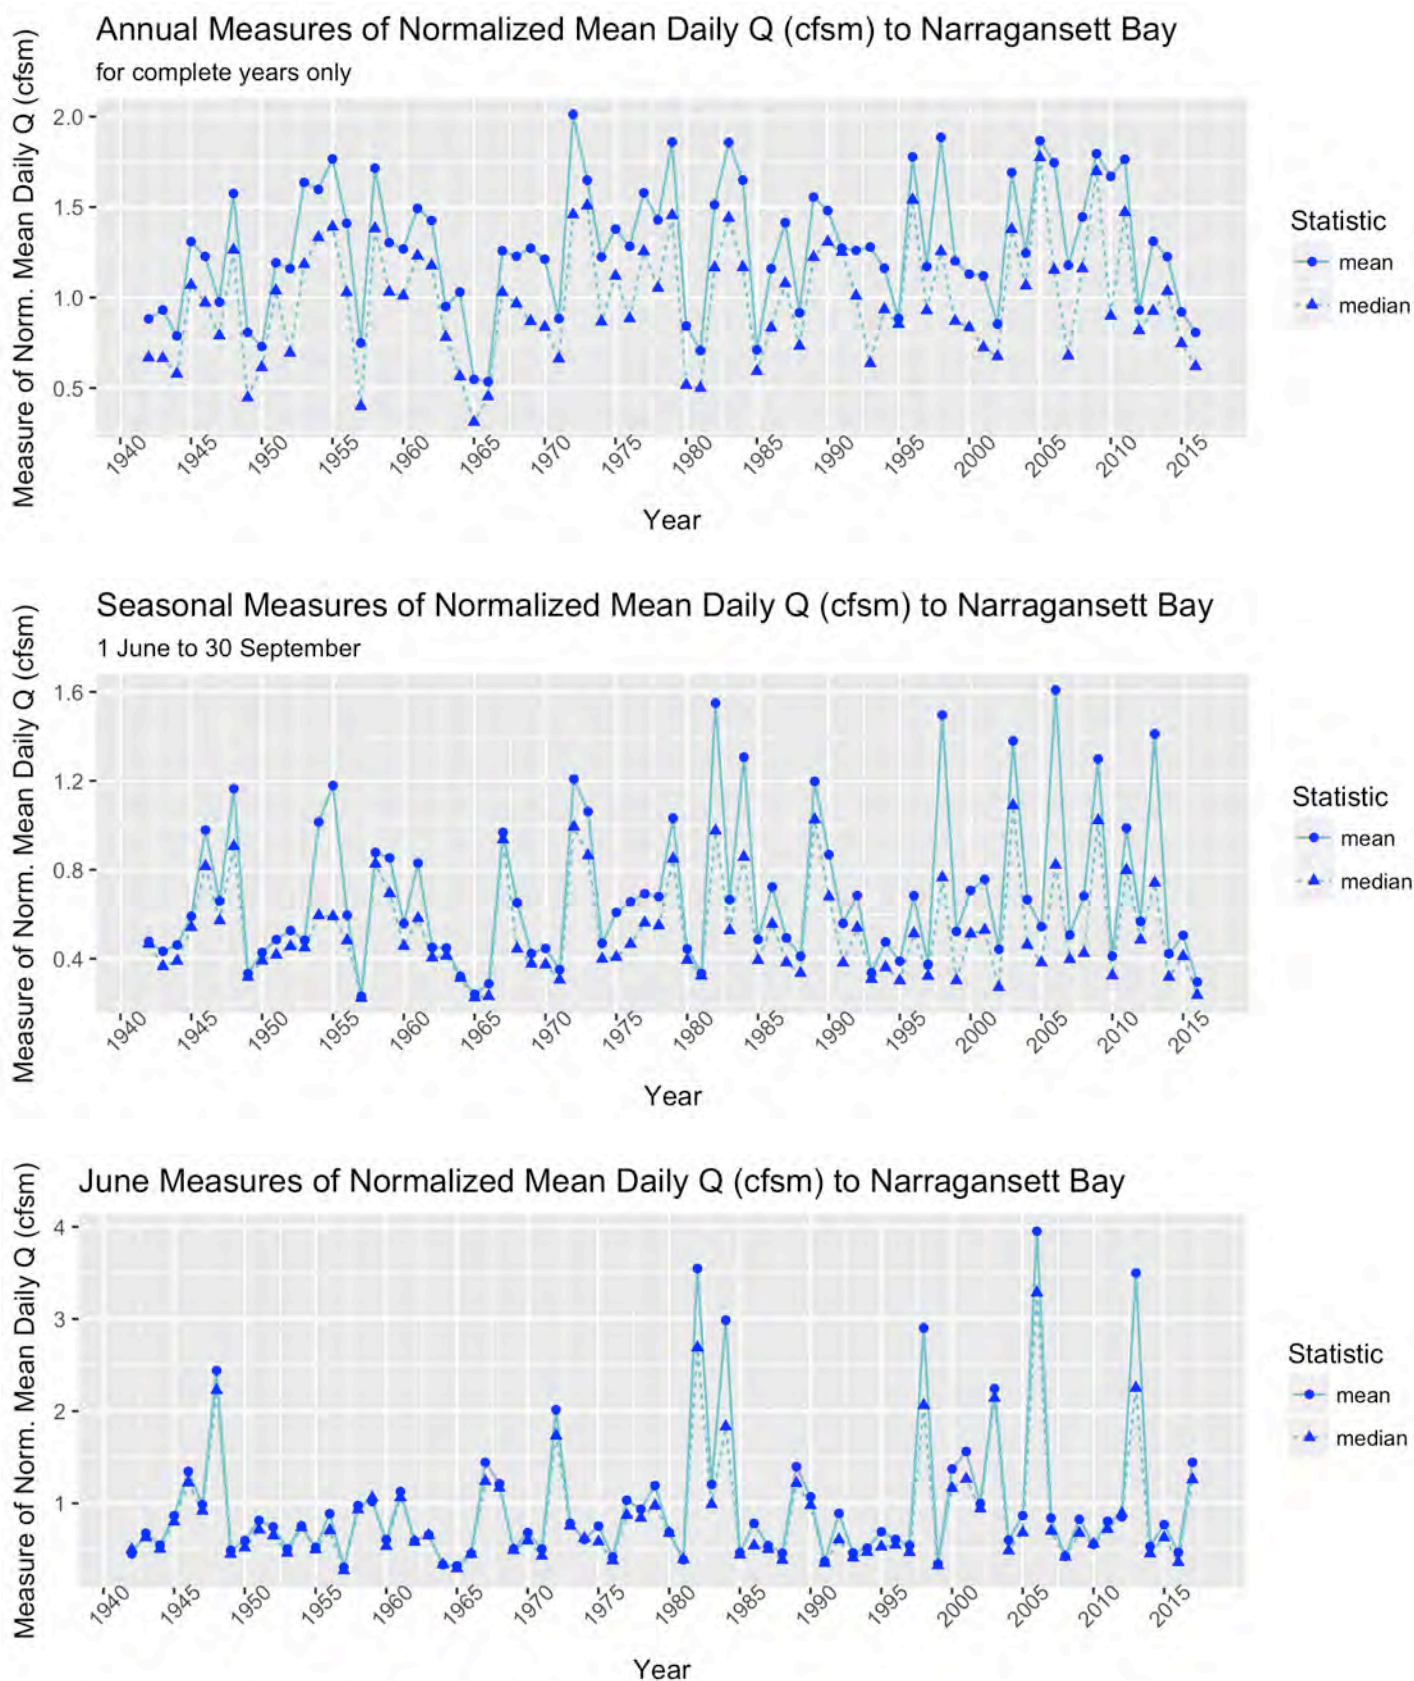 Annual Measures of Normalized Mean Daily Q (cfsm) to Narragansett Bay
for complete years only
Measure of Norm. Mean Daily Q (cfsm)
2.0
1.5
1.0
0.5
1940 1945 1950 1955 1960 1965 1970 1975 1980 1985 1990 1995 2000 2005 2010 2015
Year
Statistic
mean
median
Seasonal Measures of Normalized Mean Daily Q (cfsm) to Narragansett Bay
1 June to 30 September
Measure of Norm. Mean Daily Q (cfsm)
1.6
1.2
0.8
0.4
1940 1945 1950 1955 1960 1965 1970 1975 1980 1985 1990 1995 2000 2005 2010 2015
Year
Statistic
mean
median
June Measures of Normalized Mean Daily Q (cfsm) to Narragansett Bay
Measure of Norm. Mean Daily Q (cfsm)
4
3
2
1
1940 1945 1950 1955 1960 1965 1970 1975 1980 1985 1990 1995 2000 2005 2010 2015
Year
Statistic
mean
median